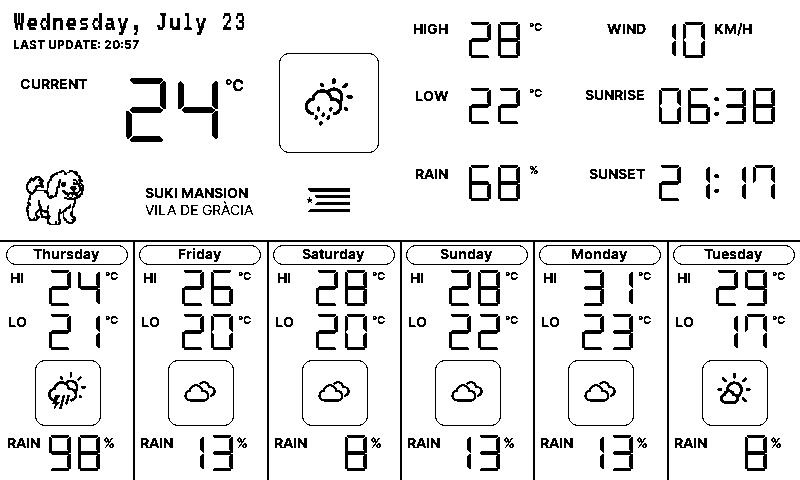 Wednesday, July 23
LAST UPDATE: 20:57
CURRENT 24 °C
SUKI MANSION
VILA DE GRÀCIA
HIGH 28 °C
LOW 22 °C
RAIN 68 %
WIND 10 KM/H
SUNRISE 06:38
SUNSET 21:17
Thursday
HI 24 °C
LO 21 °C
RAIN 98 %
Friday
HI 26 °C
LO 20 °C
RAIN 13 %
Saturday
HI 28 °C
LO 20 °C
RAIN 8 %
Sunday
HI 28 °C
LO 22 °C
RAIN 13 %
Monday
HI 31 °C
LO 23 °C
RAIN 13 %
Tuesday
HI 29 °C
LO 17 °C
RAIN 8 %